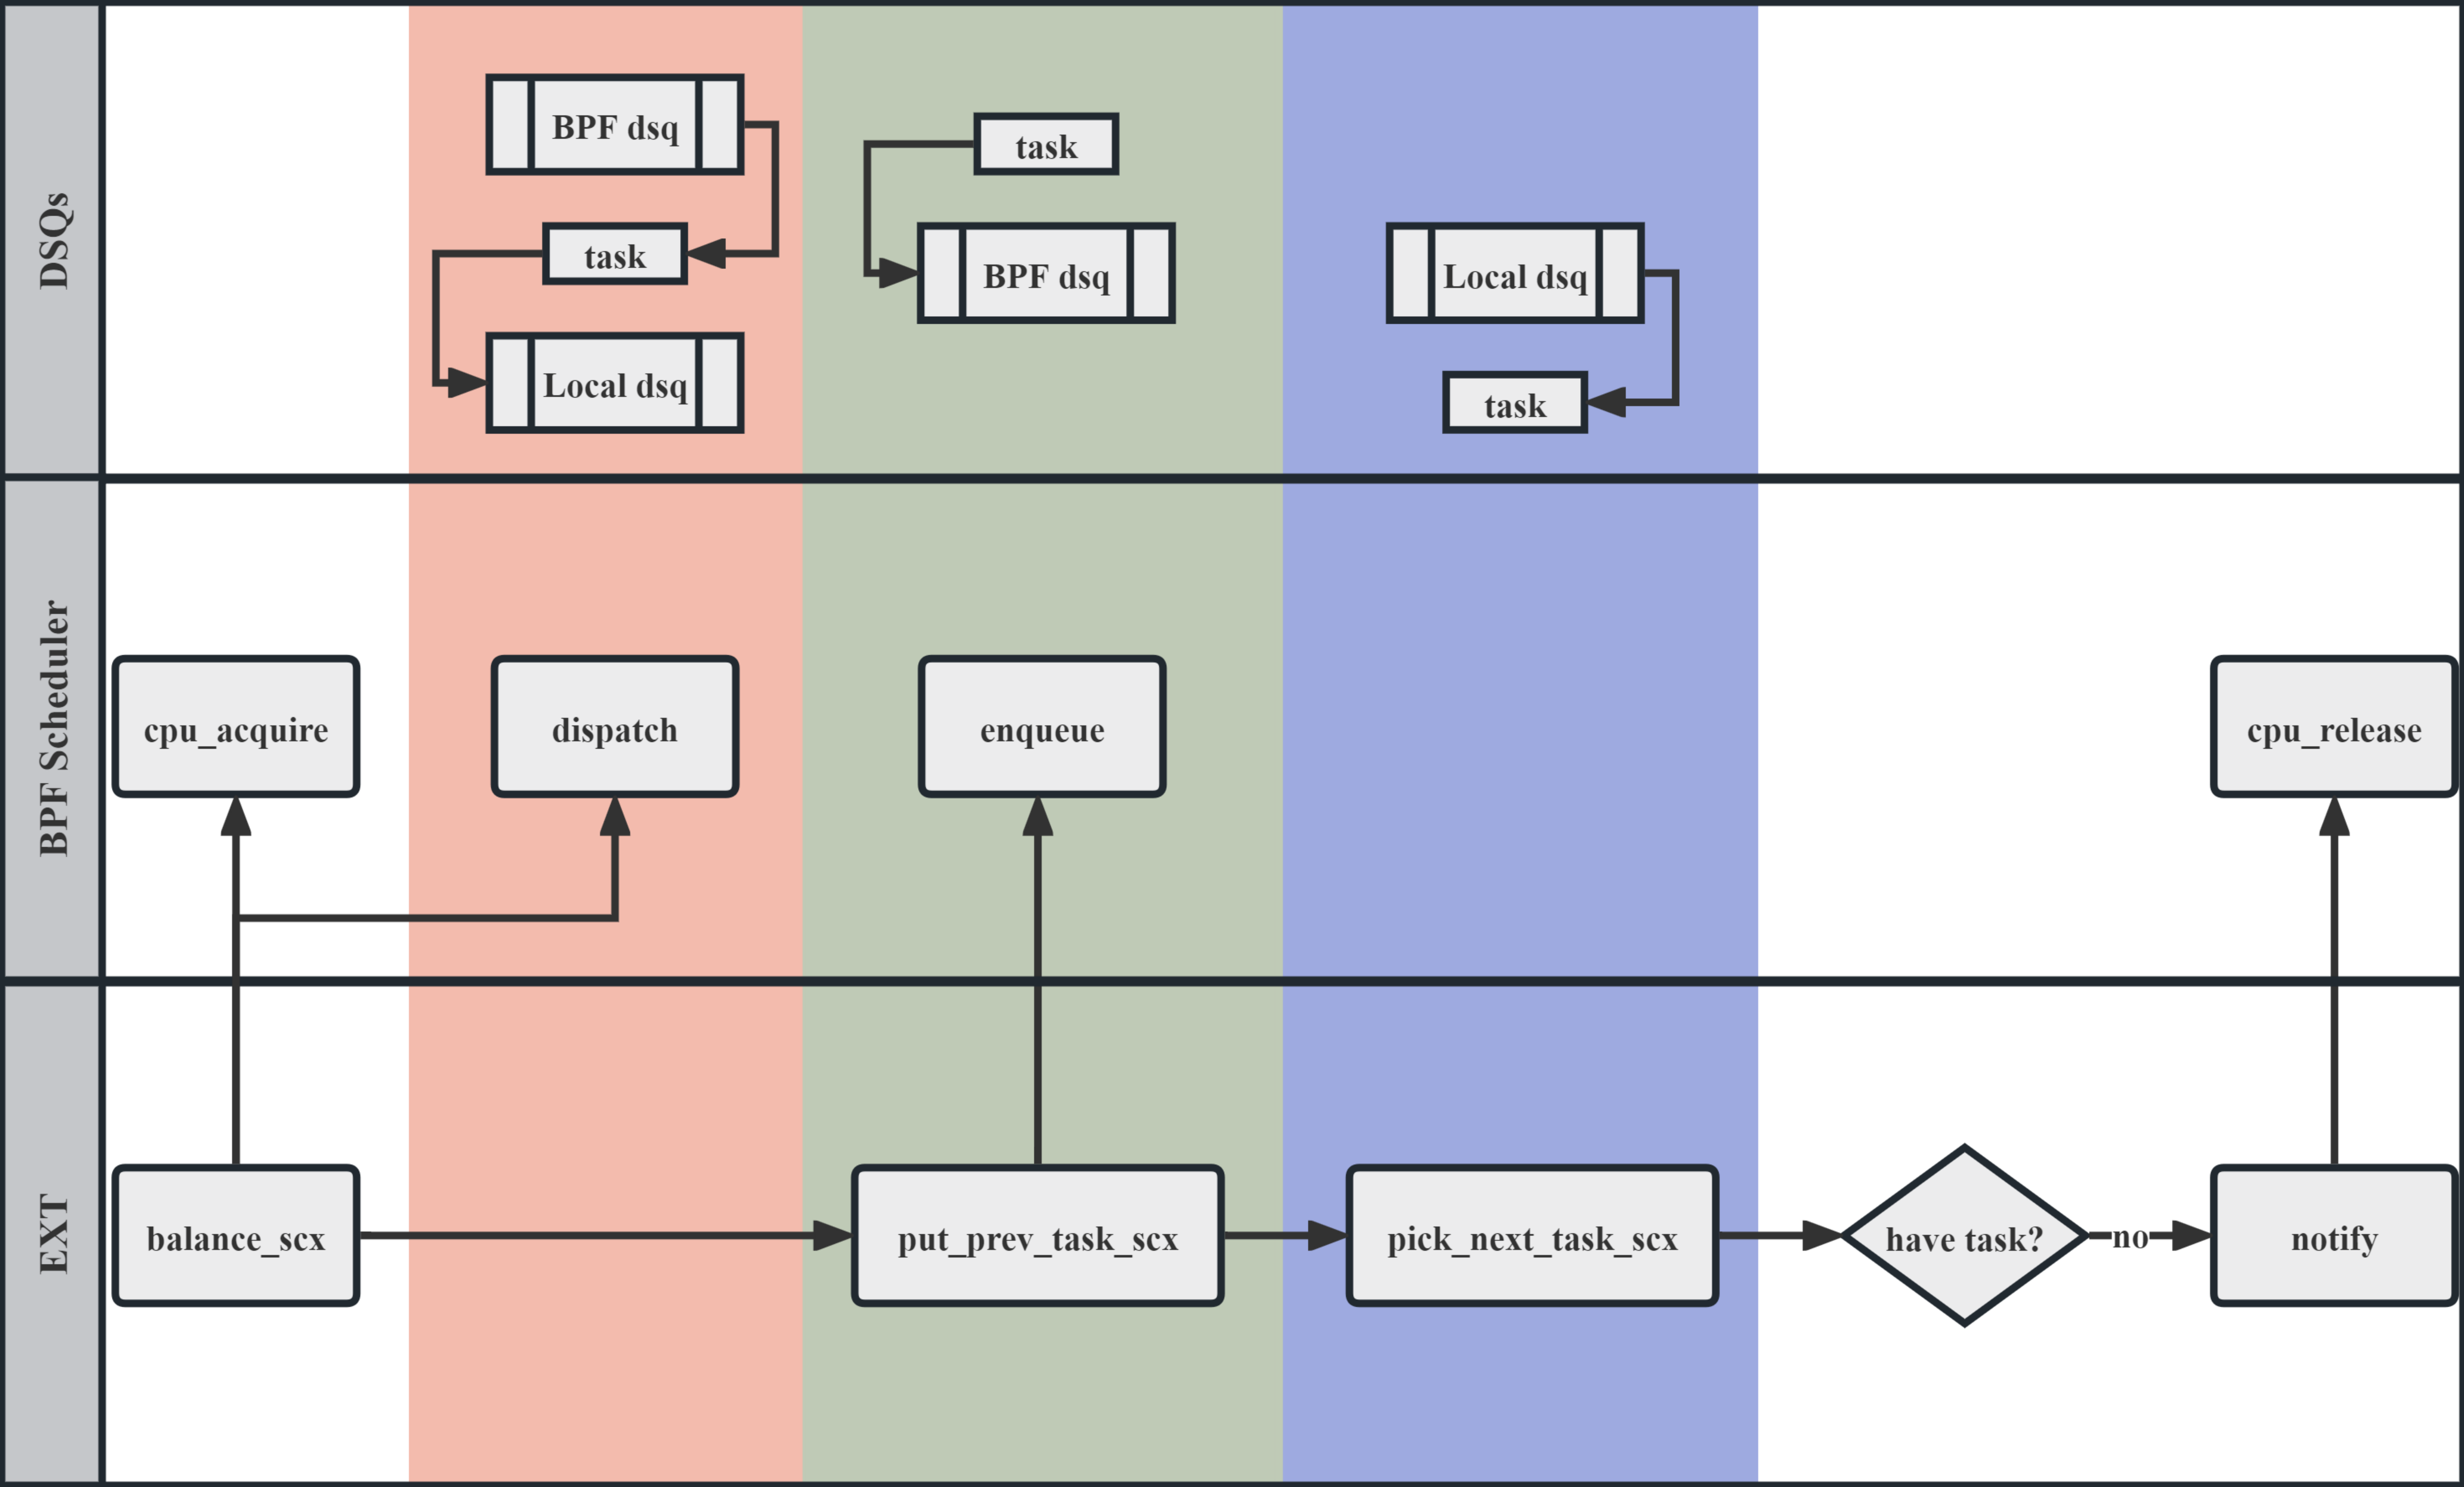 DSQs
BPF dsq
task
Local dsq
task
BPF dsq
Local dsq
task
BPF Scheduler
cpu_acquire
dispatch
enqueue
cpu_release
EXT
balance_scx
put_prev_task_scx
pick_next_task_scx
have task?
no
notify